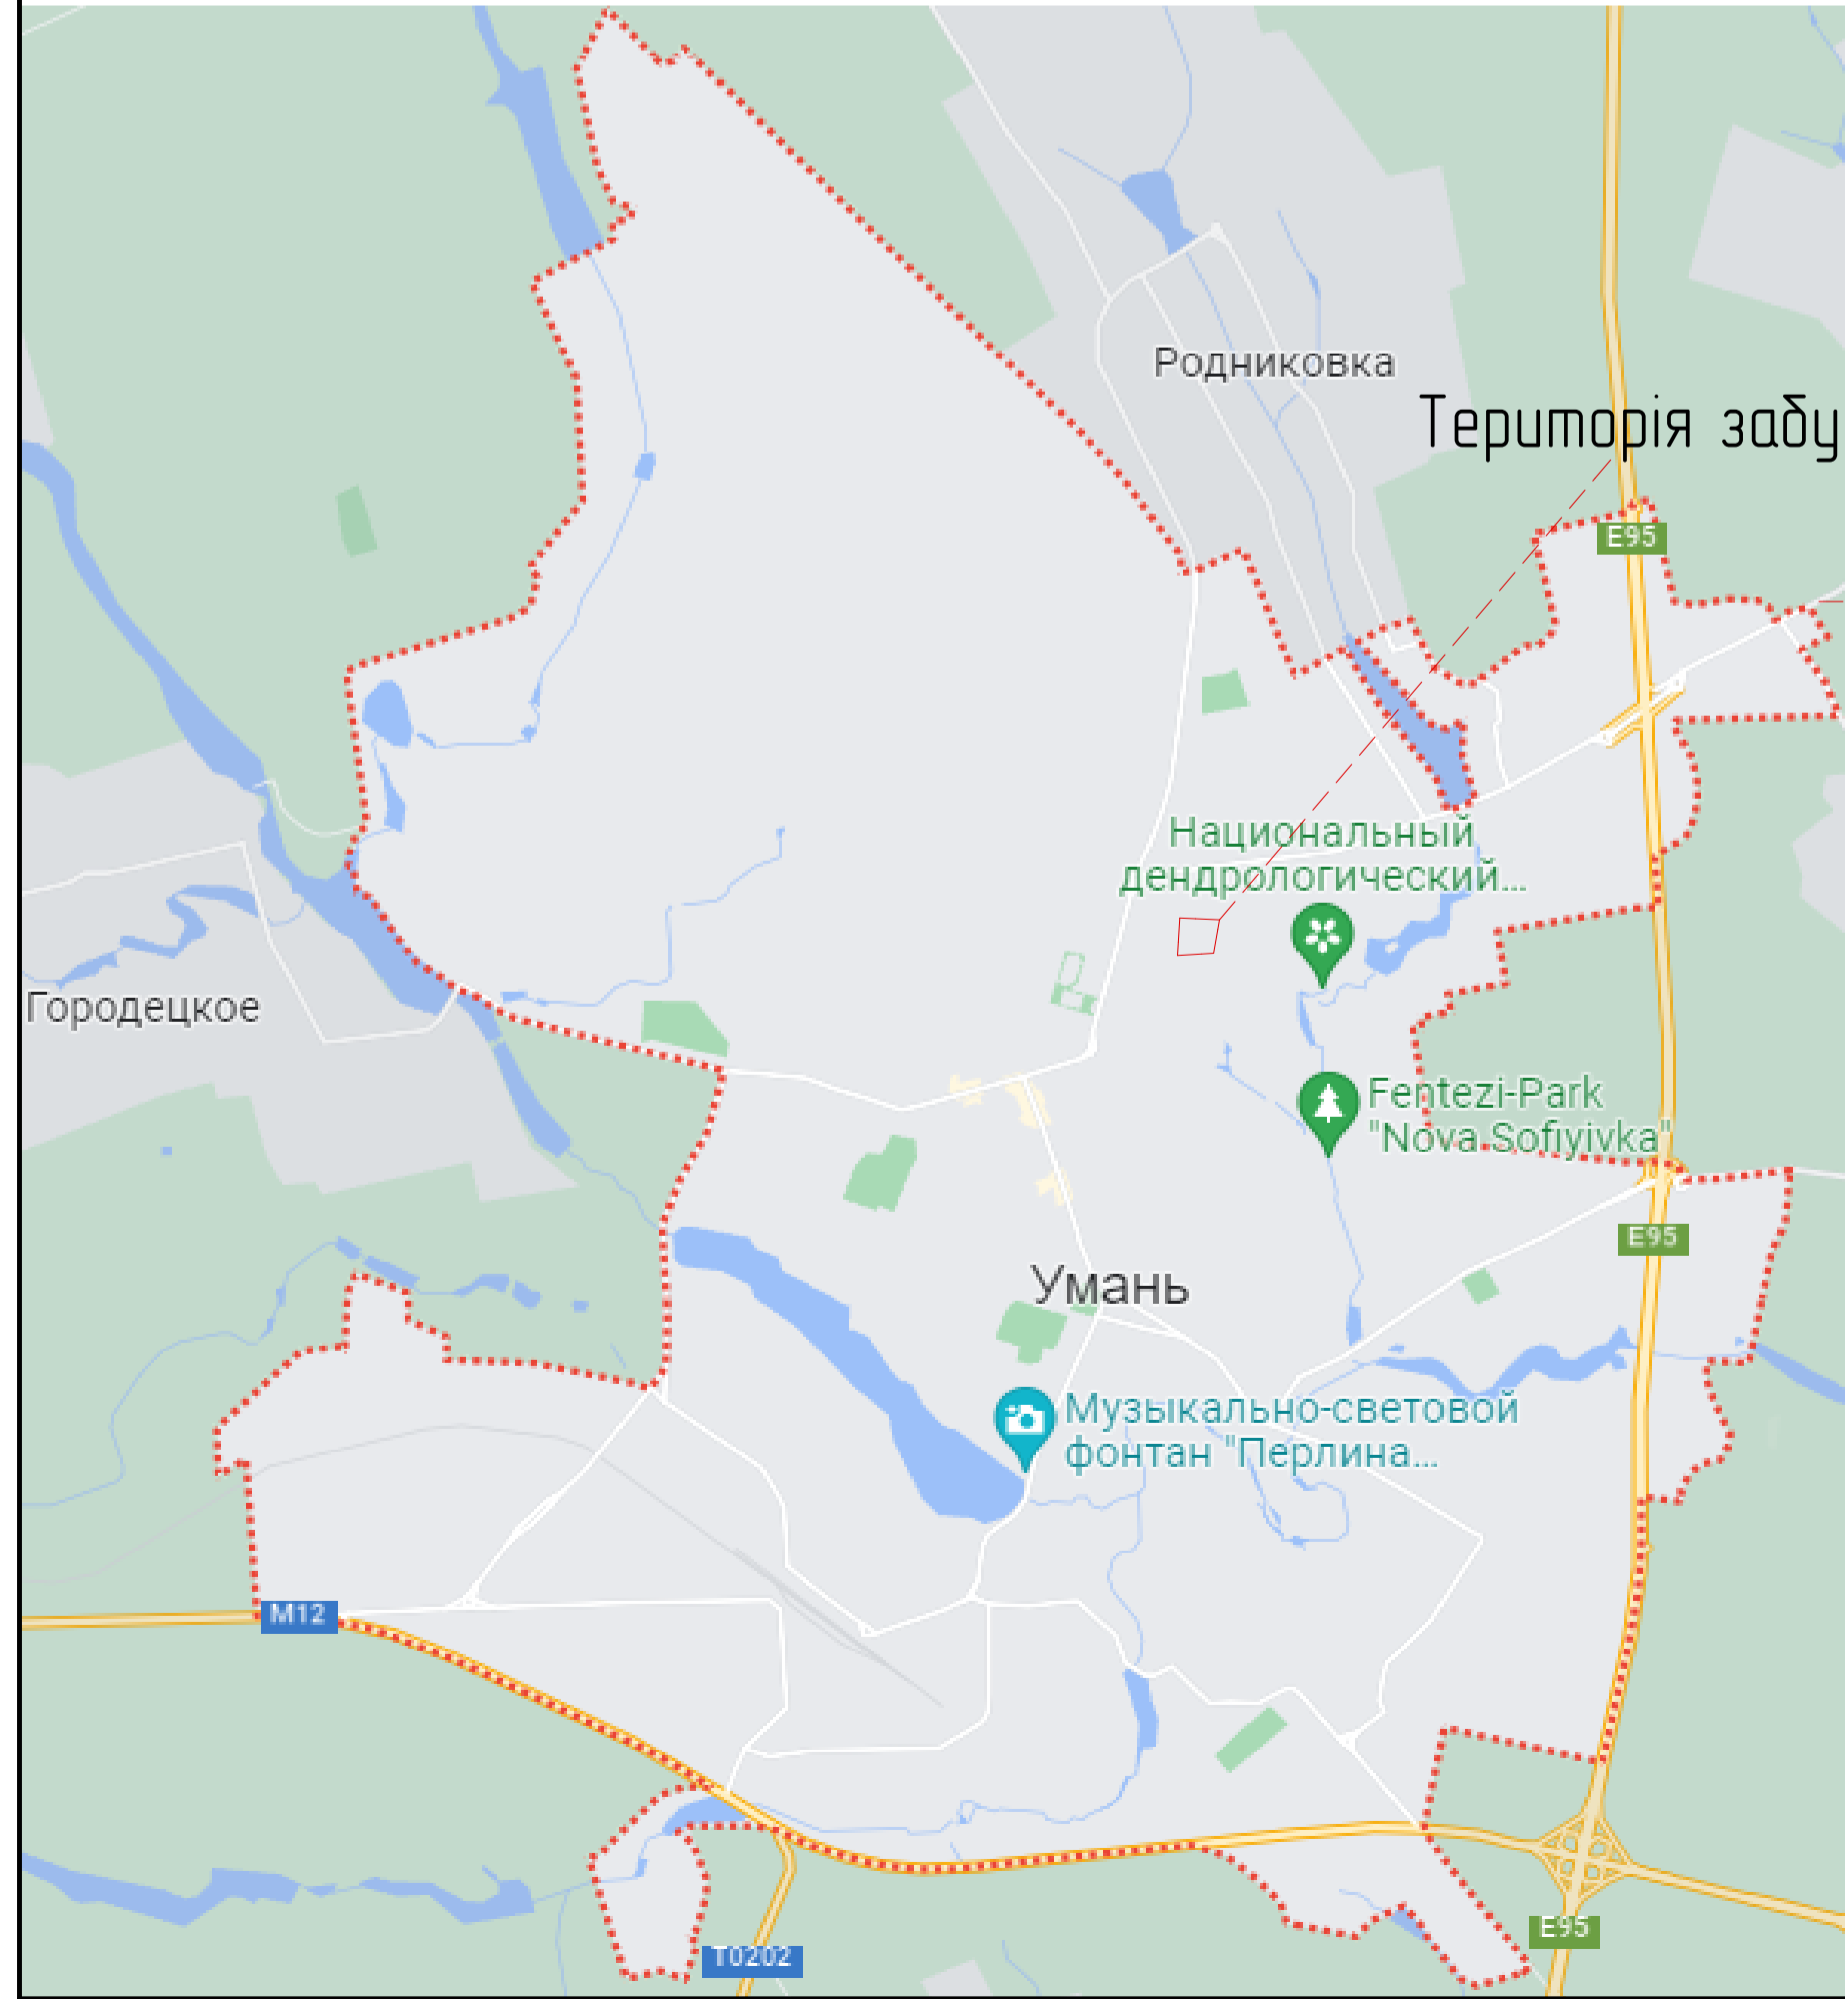 Родниковка
Територія забу
E95
Национальный
дендрологический...
Городецкое
Fentezi-Park
"Nova Sofiyivka"
E95
Умань
Музыкально-световой
фонтан "Перлина...
M12
E95
T0202